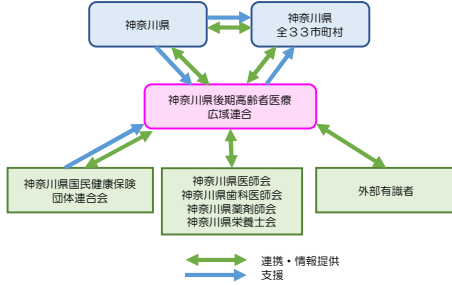 神奈川県
神奈川県
全33市町村
神奈川県後期高齢者医療
広域連合
神奈川県国民健康保険
団体連合会
神奈川県医師会
神奈川県歯科医師会
神奈川県薬剤師会
神奈川県栄養士会
外部有識者
連携・情報提供
支援